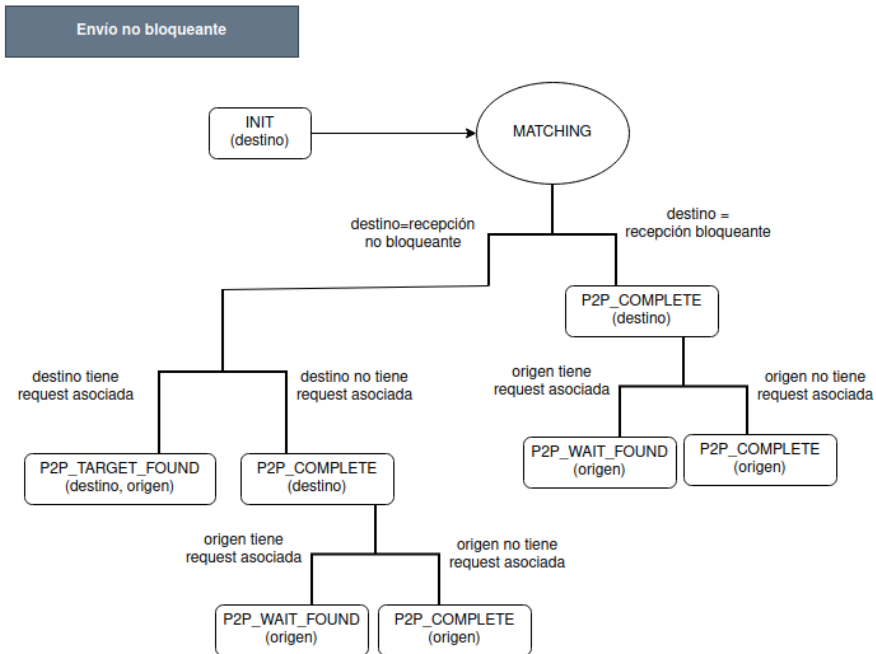 Envío no bloqueante
INIT
(destino)
MATCHING
destino=recepción
no bloqueante
destino =
recepción bloqueante
P2P_COMPLETE
(destino)
destino tiene
request asociada
destino no tiene
request asociada
origen tiene
request asociada
origen no tiene
request asociada
P2P_TARGET_FOUND
(destino, origen)
P2P_COMPLETE
(destino)
P2P_WAIT_FOUND
(origen)
P2P_COMPLETE
(origen)
origen tiene
request asociada
origen no tiene
request asociada
P2P_WAIT_FOUND
(origen)
P2P_COMPLETE
(origen)